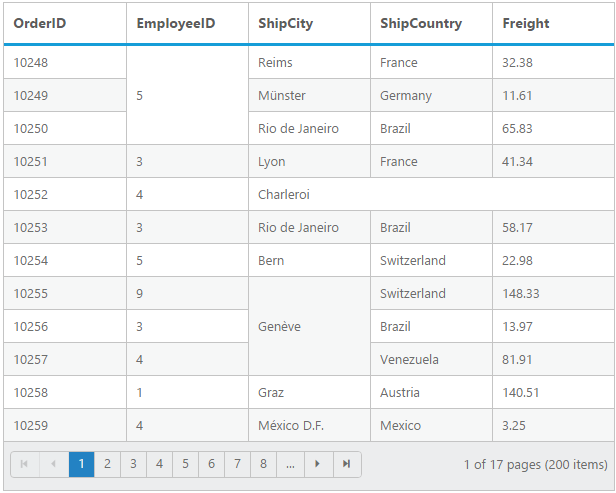 OrderID EmployeeID ShipCity ShipCountry Freight
10248 Reims France 32.38
10249 5 Münster Germany 11.61
10250 Rio de Janeiro Brazil 65.83
10251 3 Lyon France 41.34
10252 4 Charleroi
10253 3 Rio de Janeiro Brazil 58.17
10254 5 Bern Switzerland 22.98
10255 9 Switzerland 148.33
10256 3 Genève Brazil 13.97
10257 4 Venezuela 81.91
10258 1 Graz Austria 140.51
10259 4 México D.F. Mexico 3.25
1 2 3 4 5 6 7 8 ... 1 of 17 pages (200 items)